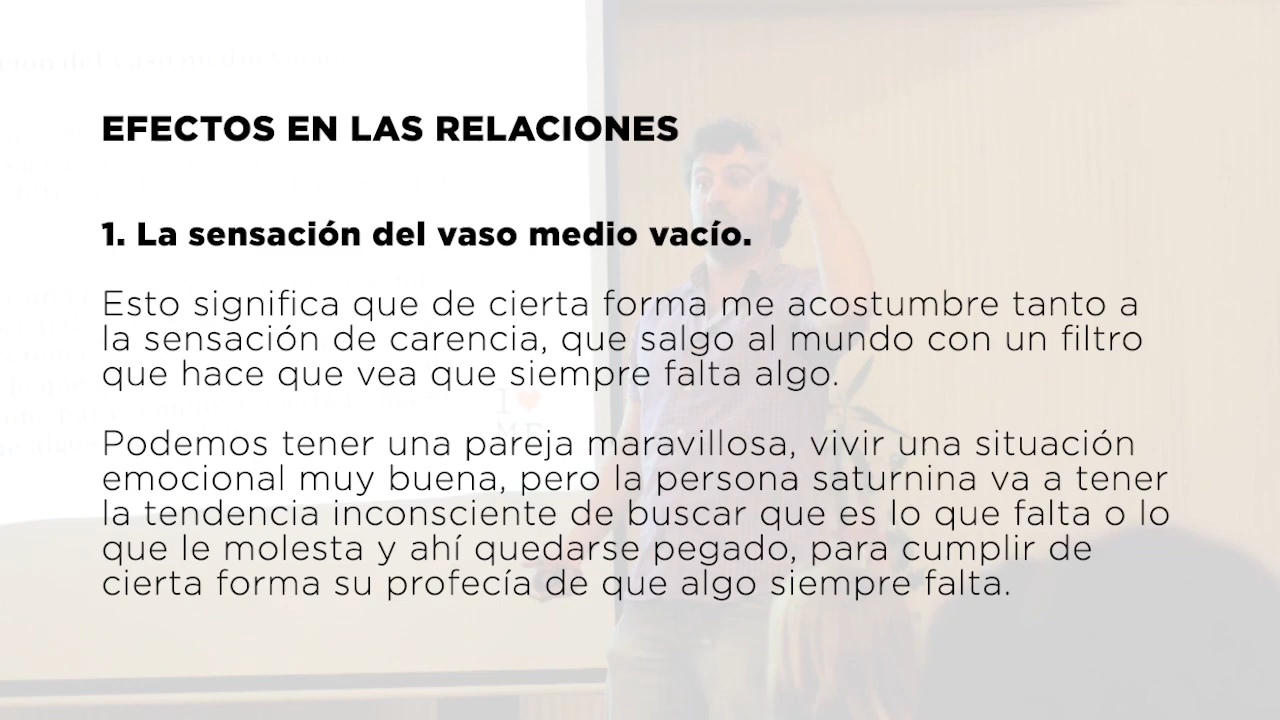 EFECTOS EN LAS RELACIONES
1. La sensación del vaso medio vacío.
Esto significa que de cierta forma me acostumbre tanto a
la sensación de carencia, que salgo al mundo con un filtro
que hace que vea que siempre falta algo.
Podemos tener una pareja maravillosa, vivir una situación
emocional muy buena, pero la persona saturnina va a tener
la tendencia inconsciente de buscar que es lo que falta o lo
que le molesta y ahí quedarse pegado, para cumplir de
cierta forma su profecía de que algo siempre falta.